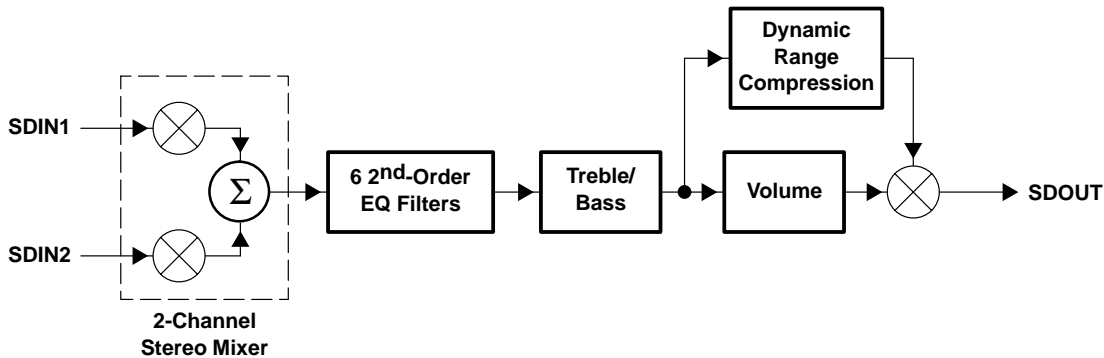 Dynamic
Range
Compression
SDIN1
Σ
6 2nd-Order
EQ Filters
Treble/
Bass
Volume
SDOUT
SDIN2
2-Channel
Stereo Mixer